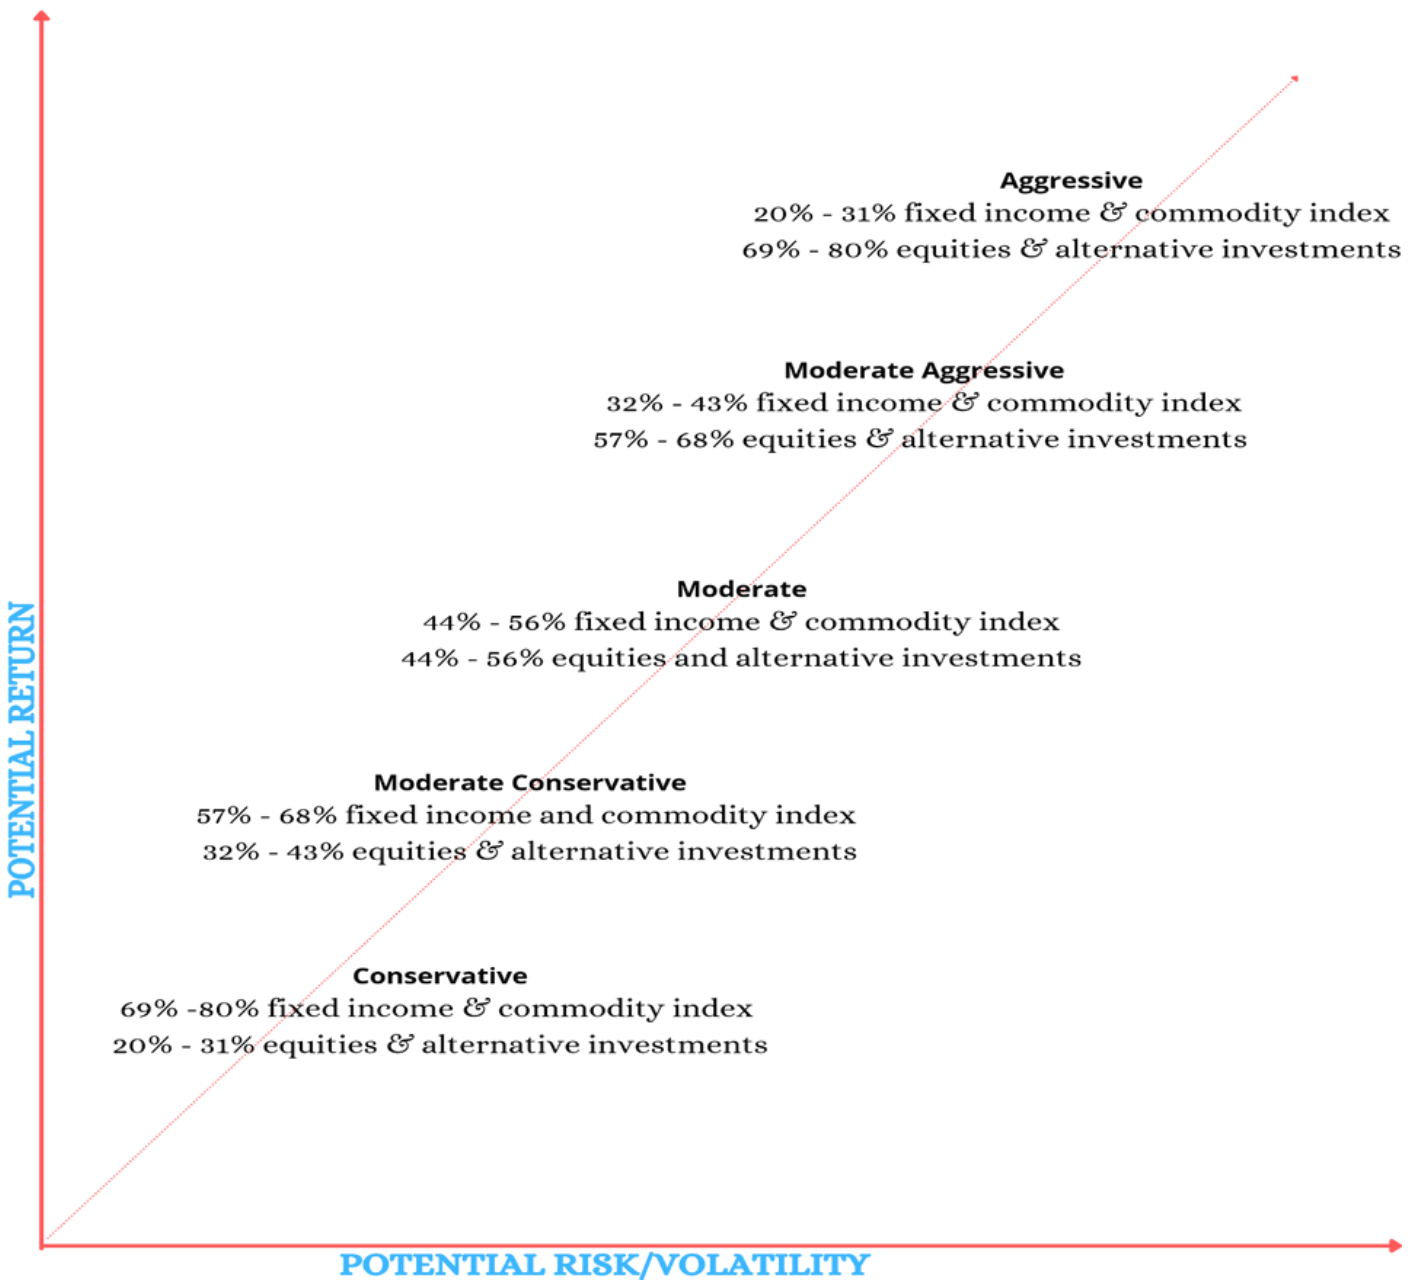 Aggressive
20% - 31% fixed income & commodity index
69% - 80% equities & alternative investments
Moderate Aggressive
32% - 43% fixed income & commodity index
57% - 68% equities & alternative investments
Moderate
44% - 56% fixed income & commodity index
44% - 56% equities and alternative investments
Moderate Conservative
57% - 68% fixed income and commodity index
32% - 43% equities & alternative investments
Conservative
69% -80% fixed income & commodity index
20% - 31% equities & alternative investments
POTENTIAL RETURN
POTENTIAL RISK/VOLATILITY